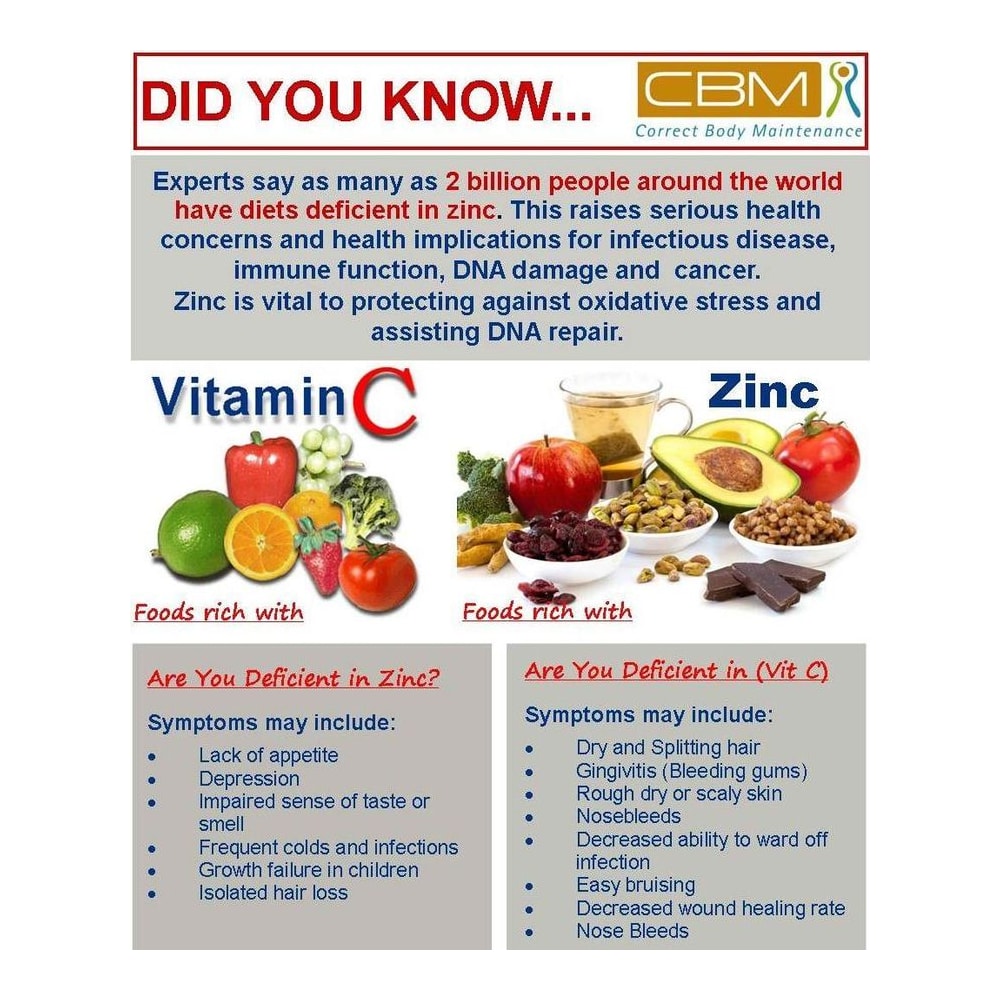 DID YOU KNOW...
CBM
Correct Body Maintenance
Experts say as many as 2 billion people around the world
have diets deficient in zinc. This raises serious health
concerns and health implications for infectious disease,
immune function, DNA damage and cancer.
Zinc is vital to protecting against oxidative stress and
assisting DNA repair.
Vitamin C
Foods rich with
Zinc
Foods rich with
Are You Deficient in Zinc?
Symptoms may include:
• Lack of appetite
• Depression
• Impaired sense of taste or
smell
• Frequent colds and infections
• Growth failure in children
• Isolated hair loss
Are You Deficient in (Vit C)
Symptoms may include:
• Dry and Splitting hair
• Gingivitis (Bleeding gums)
• Rough dry or scaly skin
• Nosebleeds
• Decreased ability to ward off
infection
• Easy bruising
• Decreased wound healing rate
• Nose Bleeds